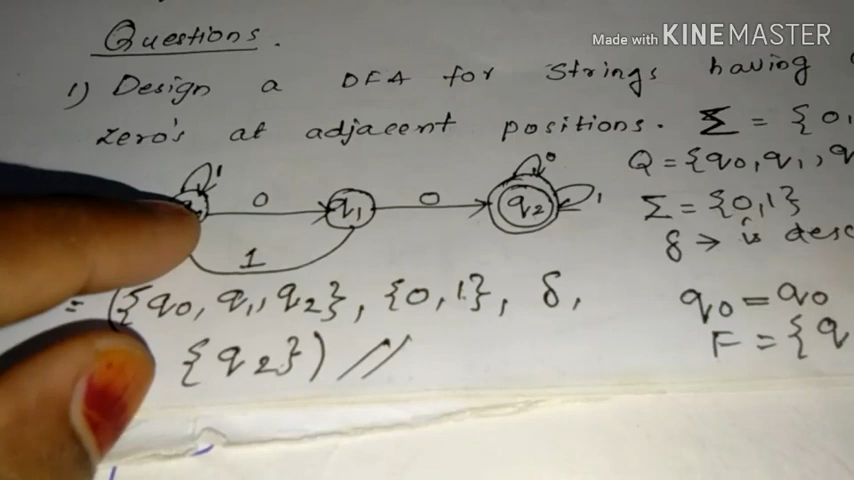 Made with KINEMASTER
Questions.
1) Design a DFA for strings having
zero's at adjacent positions. Σ = {0,
Q = {q0, q1, q
1 0 0 0 1
q1 q2
Σ = {0,1}
1
δ → is desc
= ({q0, q1, q2}, {0, 1}, δ,
q0 = q0
{q2}) //
F = {q